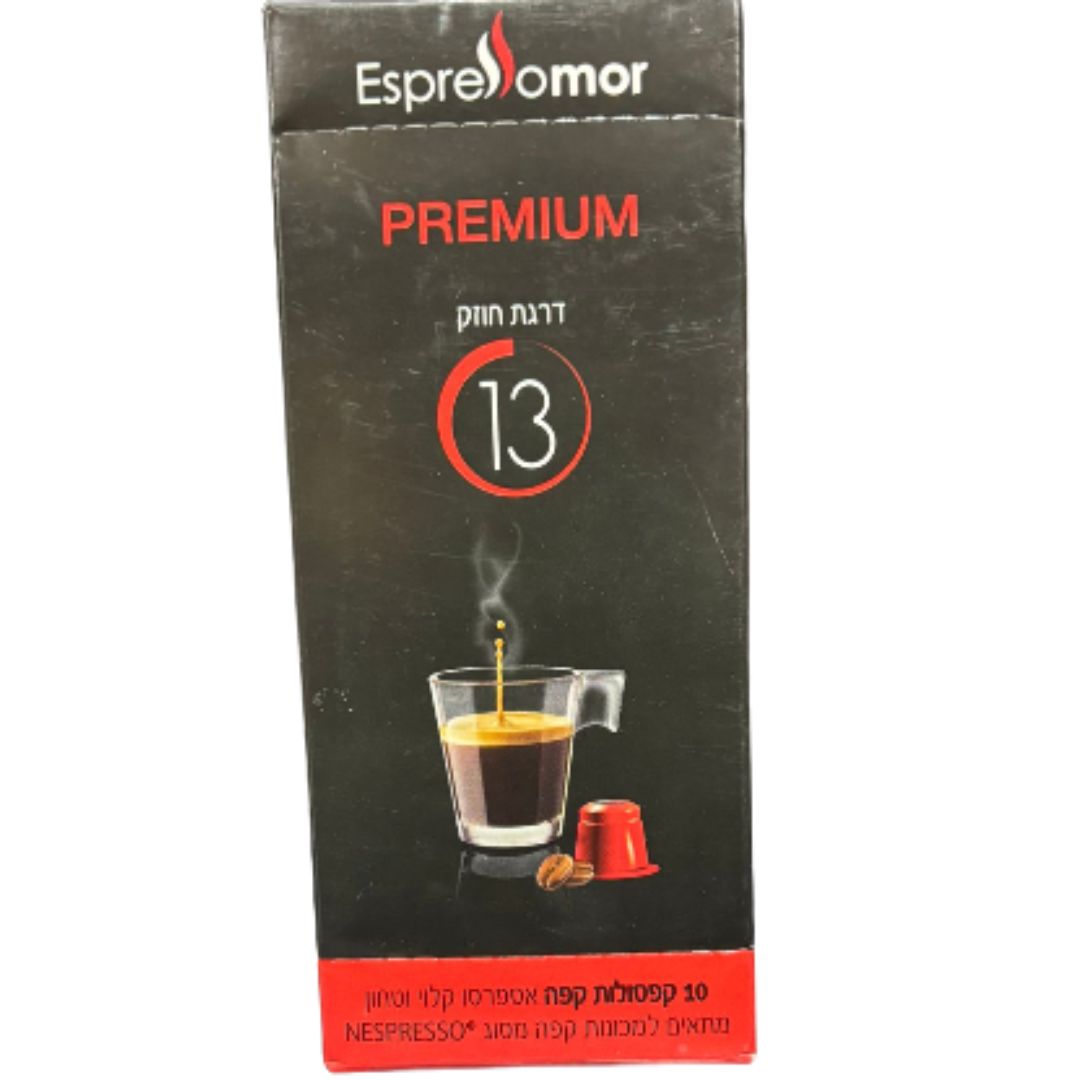 Espressomor
PREMIUM
דרגת חוזק
13
10 קפסולות קפה אספרסו קלוי וטחון
מתאים למכונות קפה מסוג NESPRESSO®